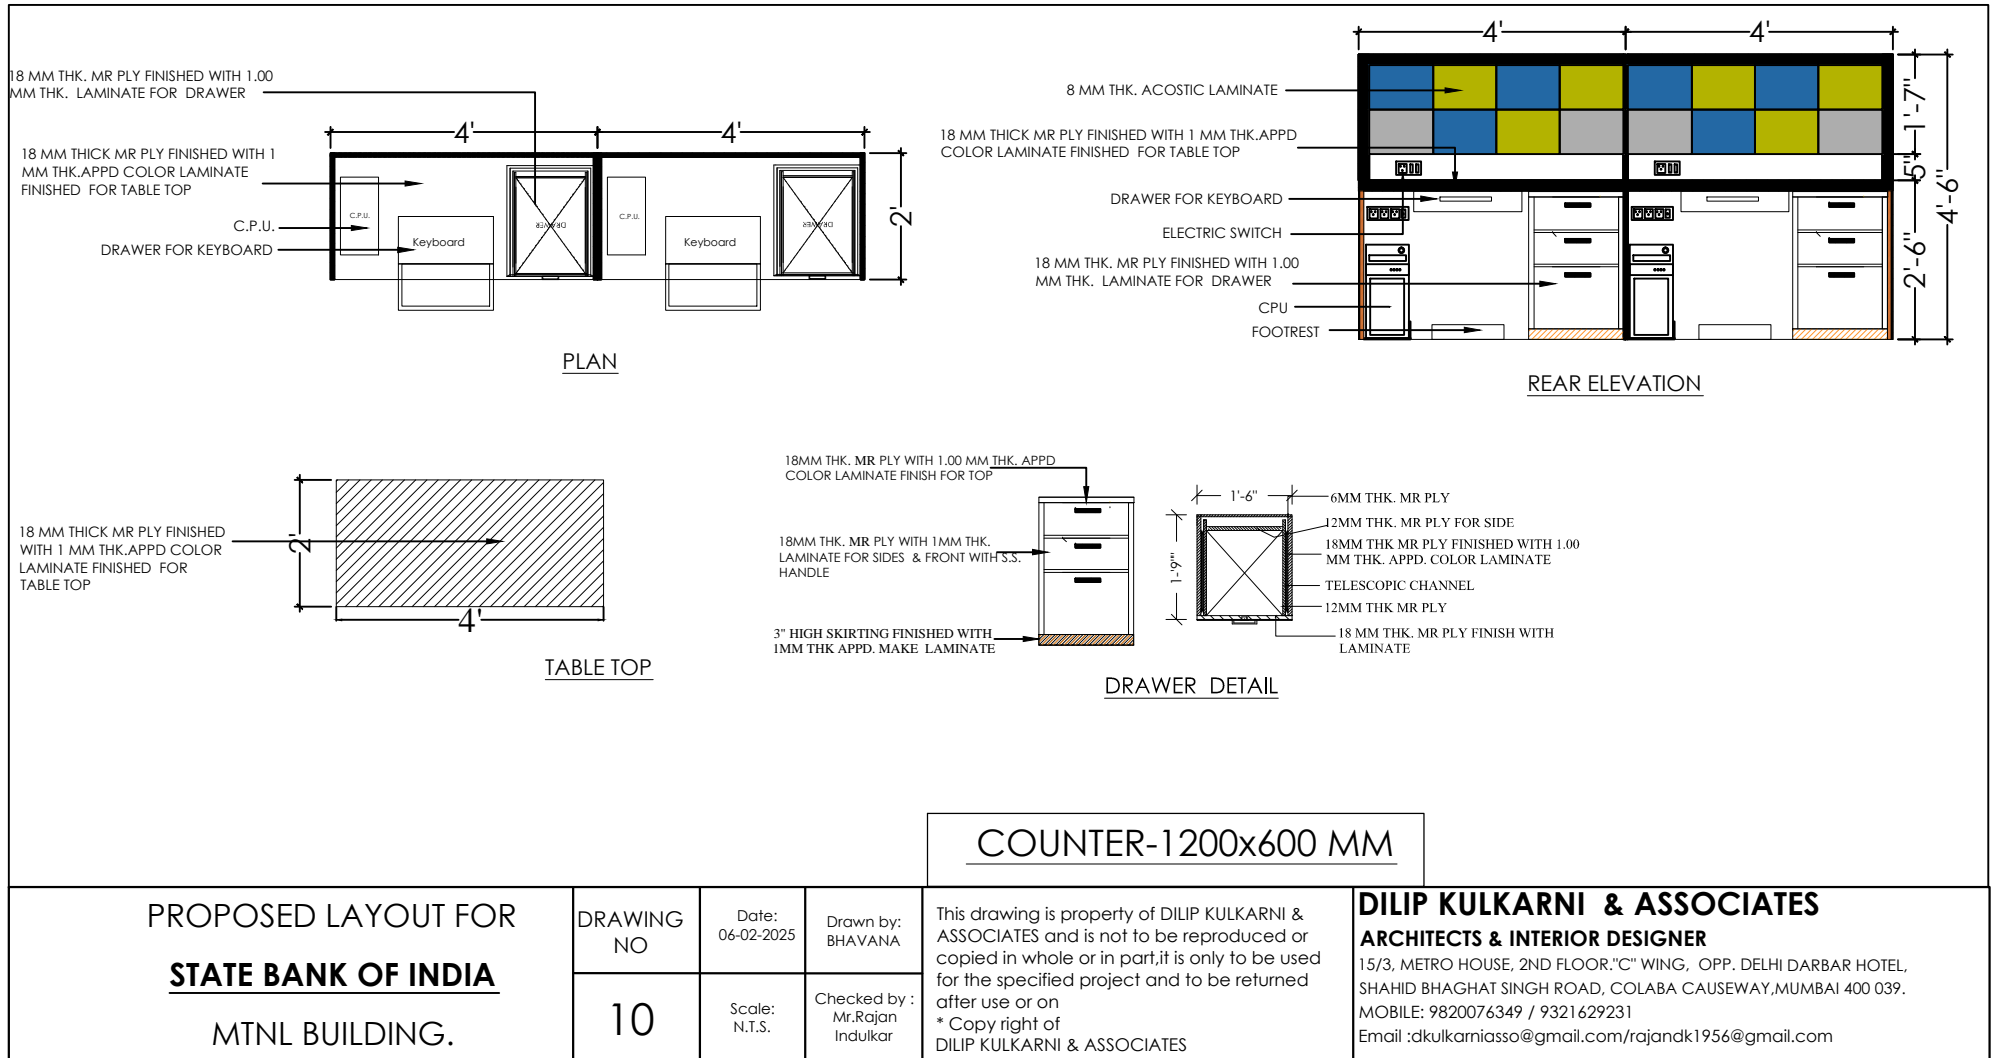 18 MM THK. MR PLY FINISHED WITH 1.00
MM THK. LAMINATE FOR DRAWER
18 MM THICK MR PLY FINISHED WITH 1
MM THK.APPD COLOR LAMINATE
FINISHED FOR TABLE TOP
C.P.U.
DRAWER FOR KEYBOARD
4'
4'
2'
C.P.U.
Keyboard
DRAWER
C.P.U.
Keyboard
DRAWER
PLAN
8 MM THK. ACOSTIC LAMINATE
18 MM THICK MR PLY FINISHED WITH 1 MM THK.APPD
COLOR LAMINATE FINISHED FOR TABLE TOP
DRAWER FOR KEYBOARD
ELECTRIC SWITCH
18 MM THK. MR PLY FINISHED WITH 1.00
MM THK. LAMINATE FOR DRAWER
CPU
FOOTREST
4'
4'
1'-7"
5"
2'-6"
4'-6"
REAR ELEVATION
18 MM THICK MR PLY FINISHED
WITH 1 MM THK.APPD COLOR
LAMINATE FINISHED FOR
TABLE TOP
2'
4'
TABLE TOP
18MM THK. MR PLY WITH 1.00 MM THK. APPD
COLOR LAMINATE FINISH FOR TOP
18MM THK. MR PLY WITH 1MM THK.
LAMINATE FOR SIDES & FRONT WITH S.S.
HANDLE
3" HIGH SKIRTING FINISHED WITH
1MM THK APPD. MAKE LAMINATE
1'-6"
1'-9"
6MM THK. MR PLY
12MM THK. MR PLY FOR SIDE
18MM THK MR PLY FINISHED WITH 1.00
MM THK. APPD. COLOR LAMINATE
TELESCOPIC CHANNEL
12MM THK MR PLY
18 MM THK. MR PLY FINISH WITH
LAMINATE
DRAWER DETAIL
COUNTER-1200x600 MM
PROPOSED LAYOUT FOR
STATE BANK OF INDIA
MTNL BUILDING.
DRAWING
NO
10
Date:
06-02-2025
Scale:
N.T.S.
Drawn by:
BHAVANA
Checked by :
Mr.Rajan
Indulkar
This drawing is property of DILIP KULKARNI &
ASSOCIATES and is not to be reproduced or
copied in whole or in part,it is only to be used
for the specified project and to be returned
after use or on
* Copy right of
DILIP KULKARNI & ASSOCIATES
DILIP KULKARNI & ASSOCIATES
ARCHITECTS & INTERIOR DESIGNER
15/3, METRO HOUSE, 2ND FLOOR."C" WING, OPP. DELHI DARBAR HOTEL,
SHAHID BHAGHAT SINGH ROAD, COLABA CAUSEWAY,MUMBAI 400 039.
MOBILE: 9820076349 / 9321629231
Email :dkulkarniasso@gmail.com/rajandk1956@gmail.com